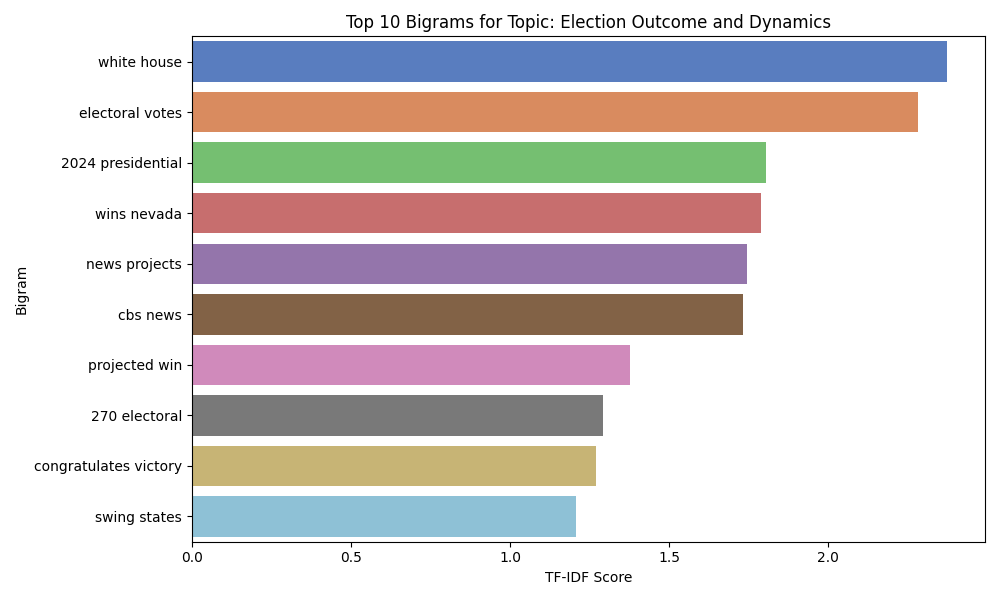 Top 10 Bigrams for Topic: Election Outcome and Dynamics
white house
electoral votes
2024 presidential
wins nevada
news projects
cbs news
projected win
270 electoral
congratulates victory
swing states
Bigram
0.0 0.5 1.0 1.5 2.0
TF-IDF Score